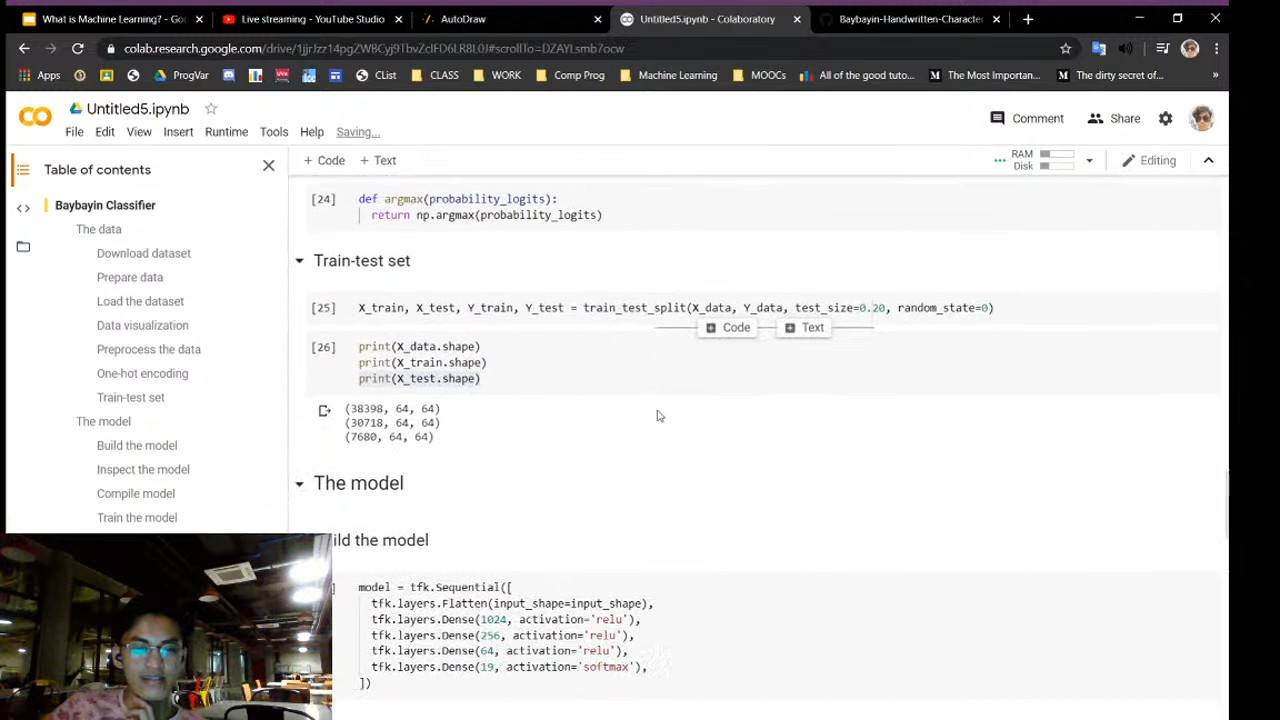 What is Machine Learning? - Goo
Live streaming - YouTube Studio
AutoDraw
Untitled5.ipynb - Colaboratory
Baybayin-Handwritten-Character
colab.research.google.com
Apps
ProgVar
CList
CLASS
WORK
Comp Prog
Machine Learning
MOOCs
All of the good tuto...
The Most Importan...
The dirty secret of...
Untitled5.ipynb
File Edit View Insert Runtime Tools Help Saving...
Comment
Share
Table of contents
+ Code + Text
RAM
Disk
Editing
Baybayin Classifier
The data
Download dataset
Prepare data
Load the dataset
Data visualization
Preprocess the data
One-hot encoding
Train-test set
The model
Build the model
Inspect the model
Compile model
Train the model
[24] def argmax(probability_logits):
return np.argmax(probability_logits)
Train-test set
[25] X_train, X_test, Y_train, Y_test = train_test_split(X_data, Y_data, test_size=0.20, random_state=0)
Code Text
[26] print(X_data.shape)
print(X_train.shape)
print(X_test.shape)
(38398, 64, 64)
(30718, 64, 64)
(7680, 64, 64)
The model
ild the model
] model = tfk.Sequential([
tfk.layers.Flatten(input_shape=input_shape),
tfk.layers.Dense(1024, activation='relu'),
tfk.layers.Dense(256, activation='relu'),
tfk.layers.Dense(64, activation='relu'),
tfk.layers.Dense(19, activation='softmax'),
])